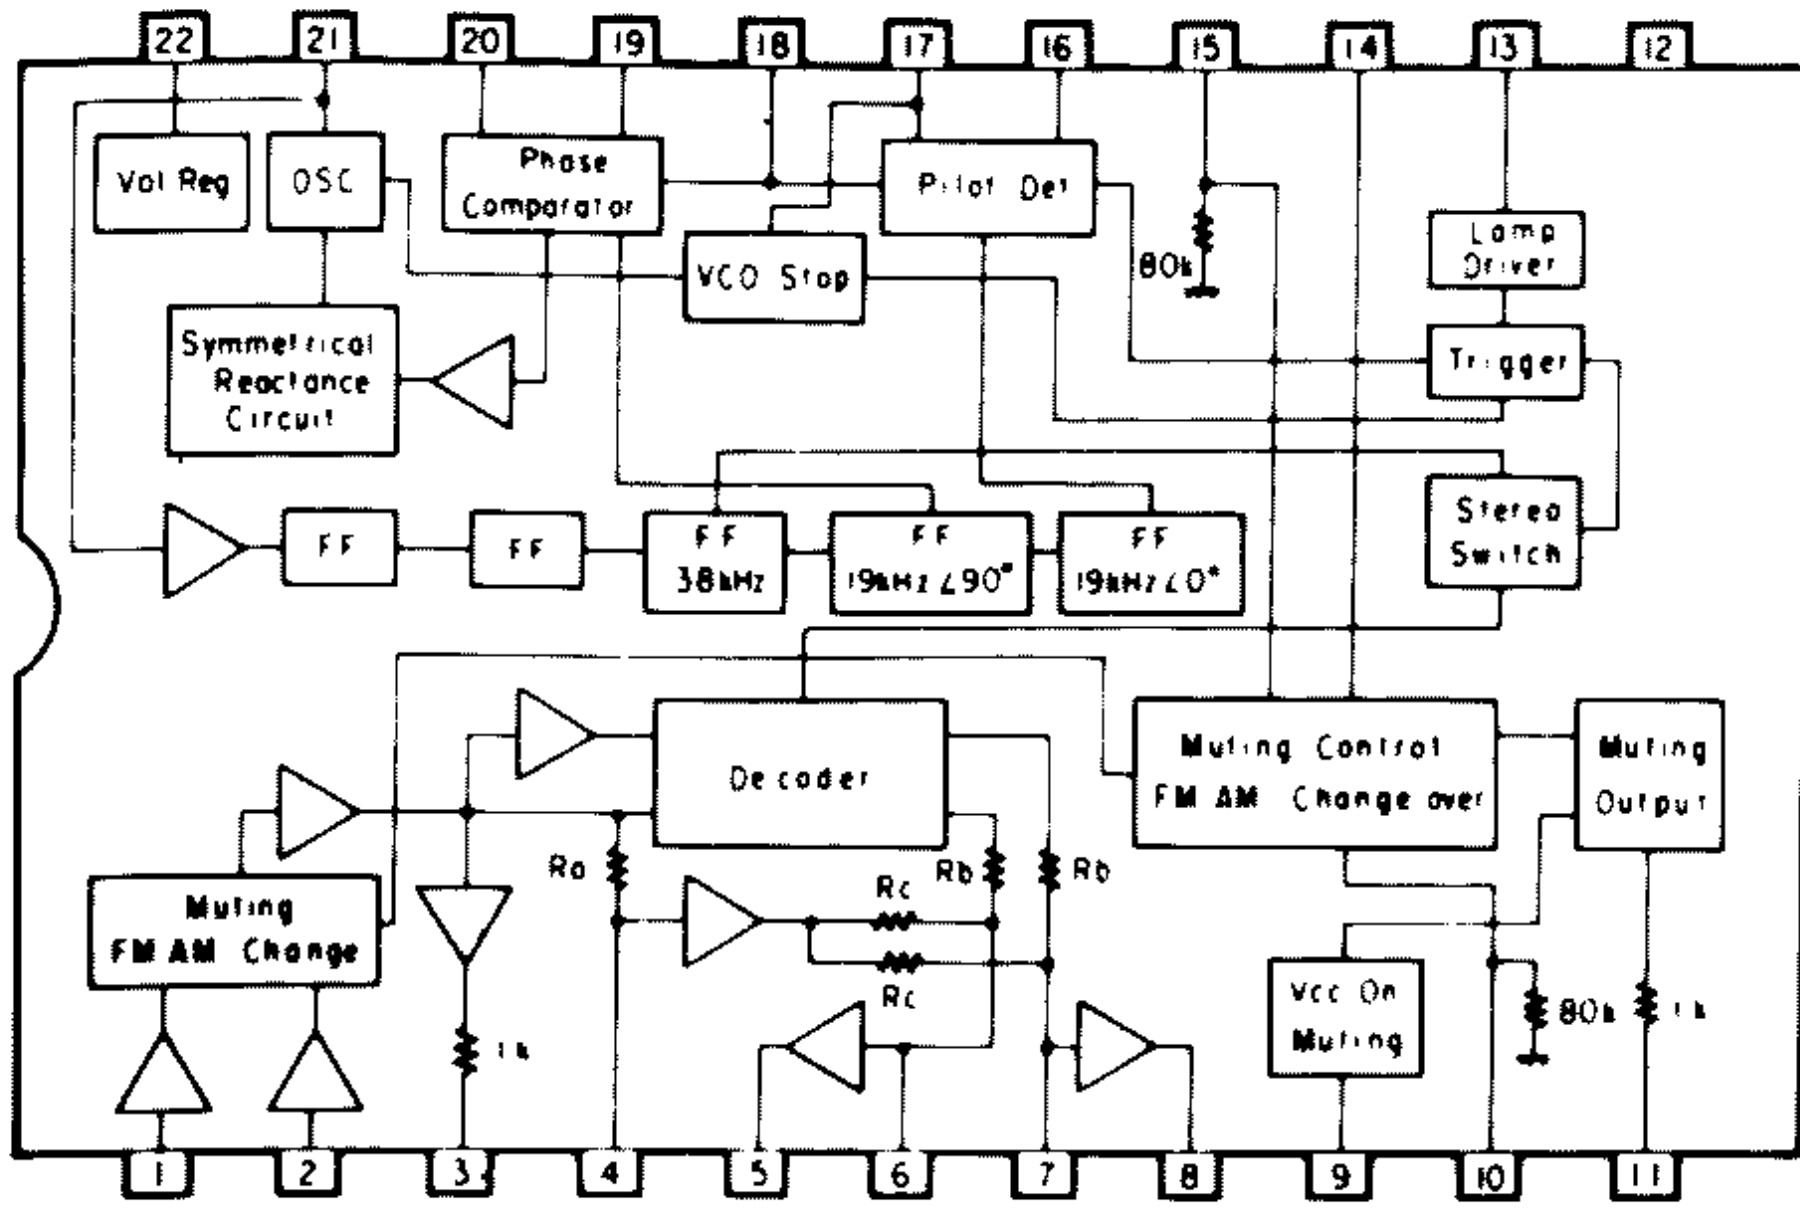 22
21
20
19
18
17
16
15
14
13
12
Vol Reg
OSC
Phase
Comparator
Pilot Det
VCO Stop
80k
Lamp
Driver
Symmetrical
Reactance
Circuit
Trigger
Stereo
Switch
FF
FF
FF
38kHz
FF
19kHz ∠90°
FF
19kHz ∠0°
Decoder
Muting Control
FM AM Change over
Muting
Output
Muting
FM AM Change
Ra
Rb
Rb
Rc
Rc
1k
Vcc On
Muting
80k
1k
1
2
3
4
5
6
7
8
9
10
11